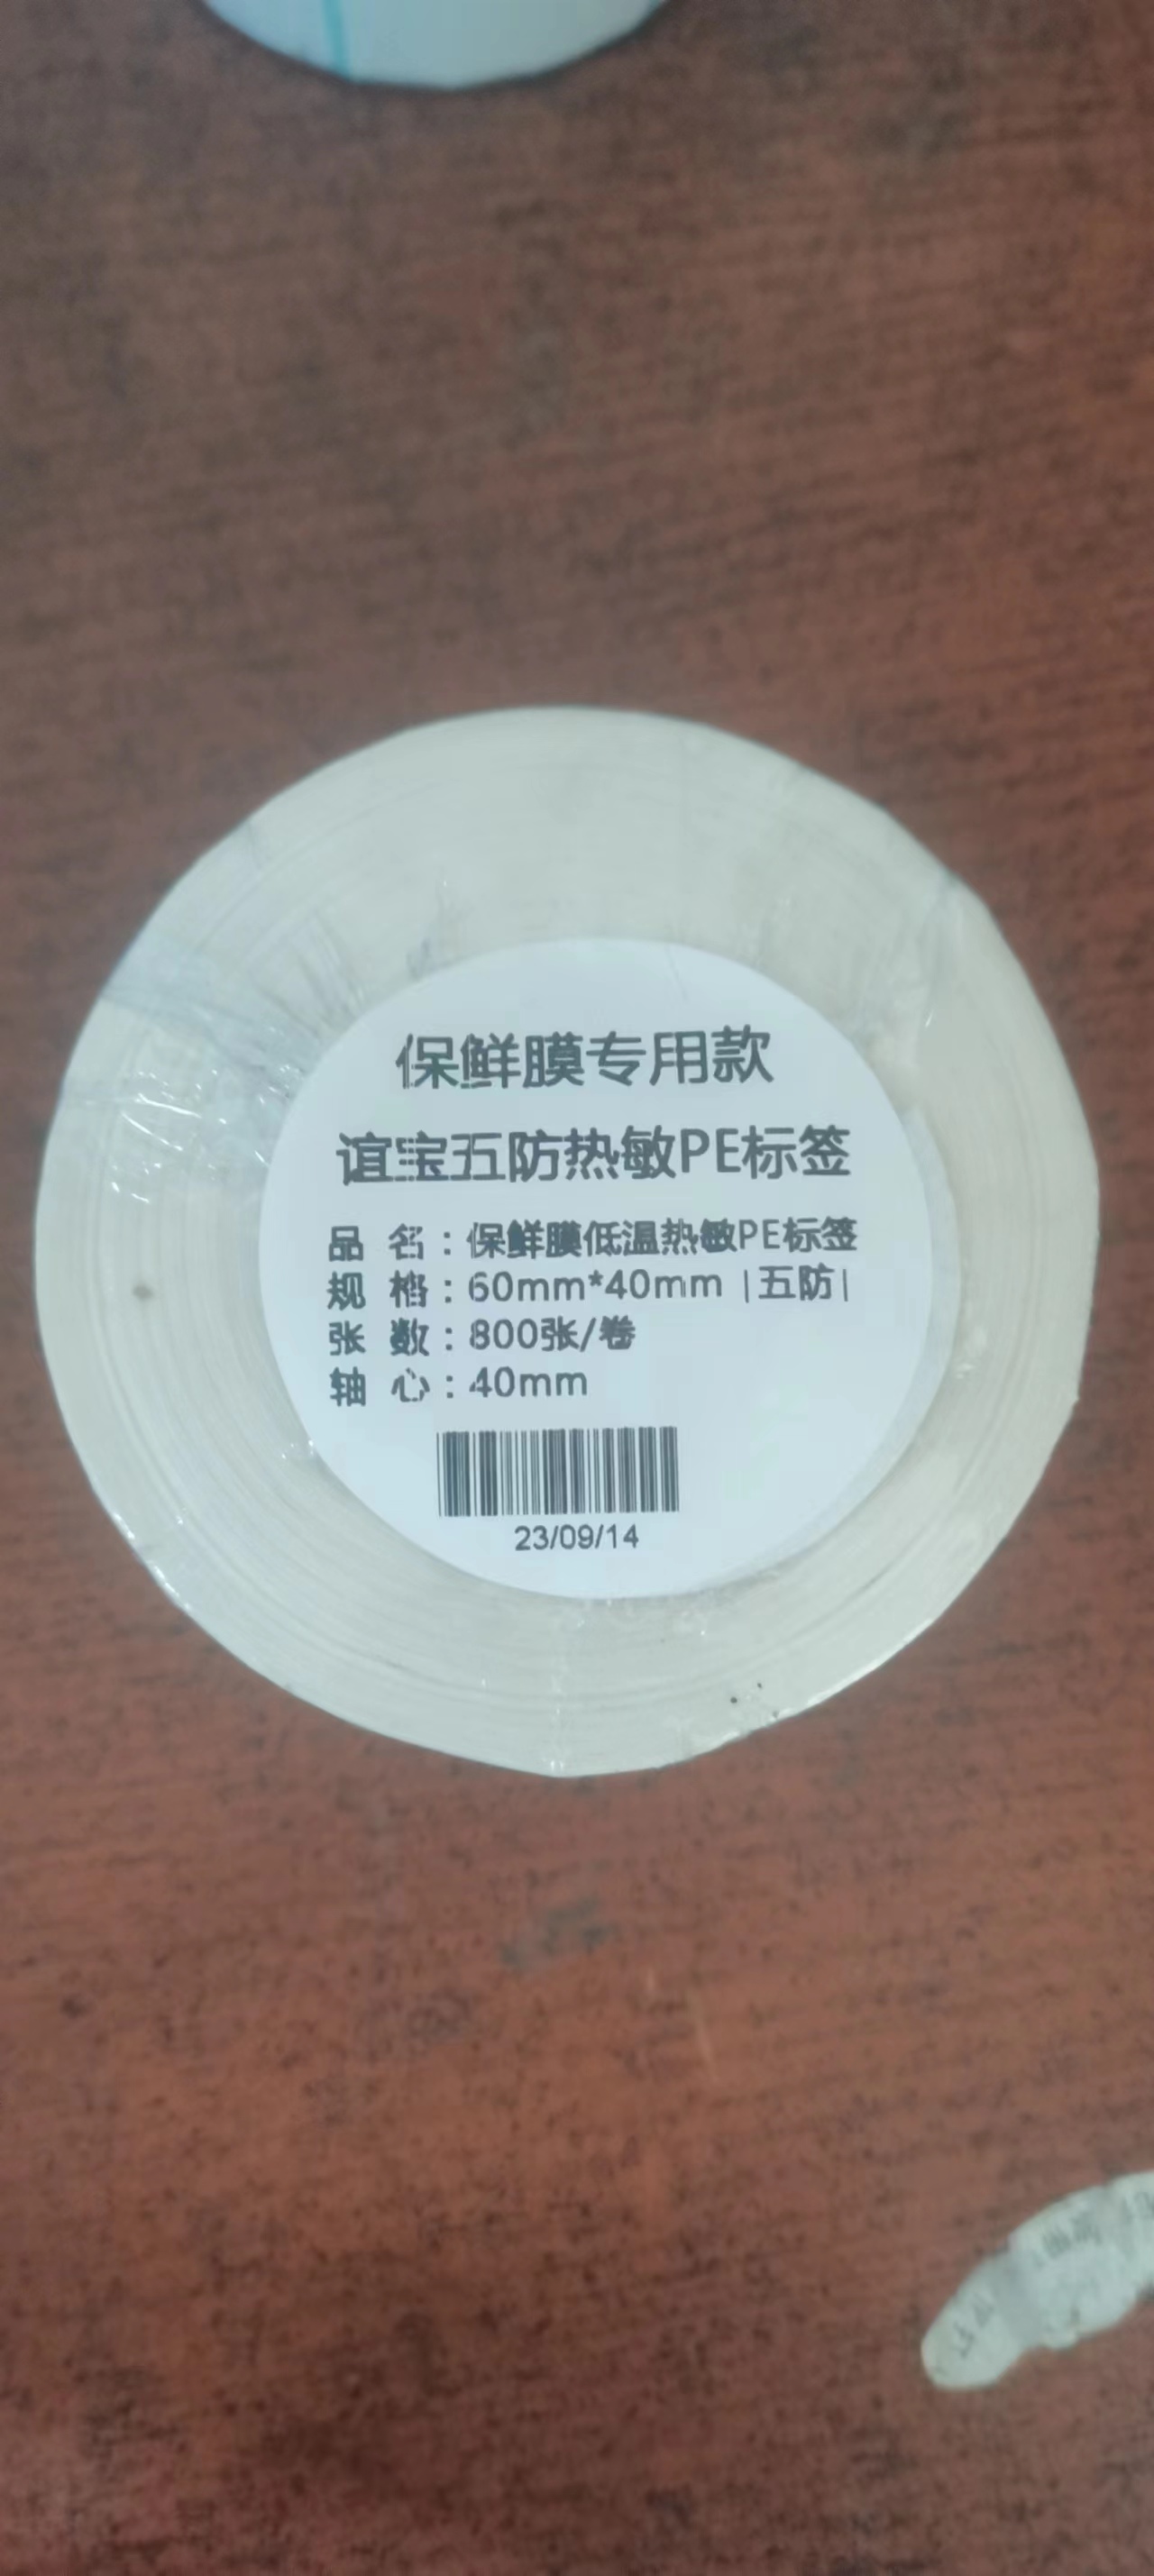 保鲜膜专用款
谊宝五防热敏PE标签
品 名：保鲜膜低温热敏PE标签
规 档：60mm*40mm |五防|
张 数：800张/卷
轴 心：40mm
23/09/14